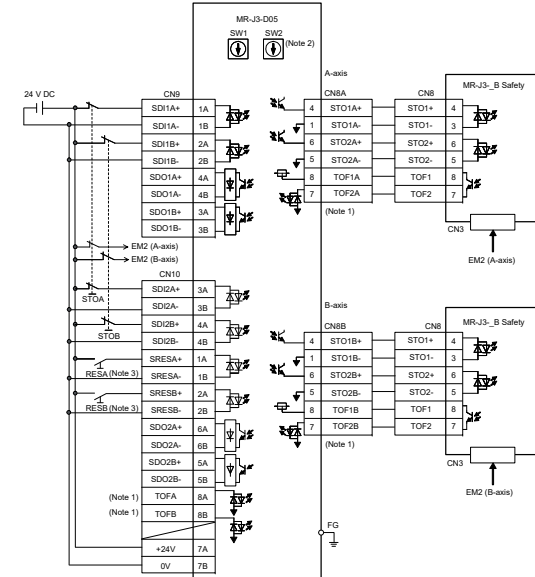 MR-J3-D05
SW1 SW2 (Note 2)
24 V DC
CN9
SDI1A+ 1A
SDI1A- 1B
SDI1B+ 2A
SDI1B- 2B
SDO1A+ 4A
SDO1A- 4B
SDO1B+ 3A
SDO1B- 3B
EM2 (A-axis)
EM2 (B-axis)
CN10
SDI2A+ 3A
STOA
SDI2A- 3B
SDI2B+ 4A
STOB
SDI2B- 4B
SRESA+ 1A
RESA (Note 3)
SRESA- 1B
SRESB+ 2A
RESB (Note 3)
SRESB- 2B
SDO2A+ 6A
SDO2A- 6B
SDO2B+ 5A
SDO2B- 5B
(Note 1) TOFA 8A
(Note 1) TOFB 8B
+24V 7A
0V 7B
FG
A-axis
CN8A CN8
MR-J3-_B Safety
4 STO1A+ STO1+ 4
1 STO1A- STO1- 3
6 STO2A+ STO2+ 6
5 STO2A- STO2- 5
8 TOF1A TOF1 8
7 TOF2A TOF2 7
(Note 1)
CN3
EM2 (A-axis)
B-axis
CN8B CN8
MR-J3-_B Safety
4 STO1B+ STO1+ 4
1 STO1B- STO1- 3
6 STO2B+ STO2+ 6
5 STO2B- STO2- 5
8 TOF1B TOF1 8
7 TOF2B TOF2 7
(Note 1)
CN3
EM2 (B-axis)